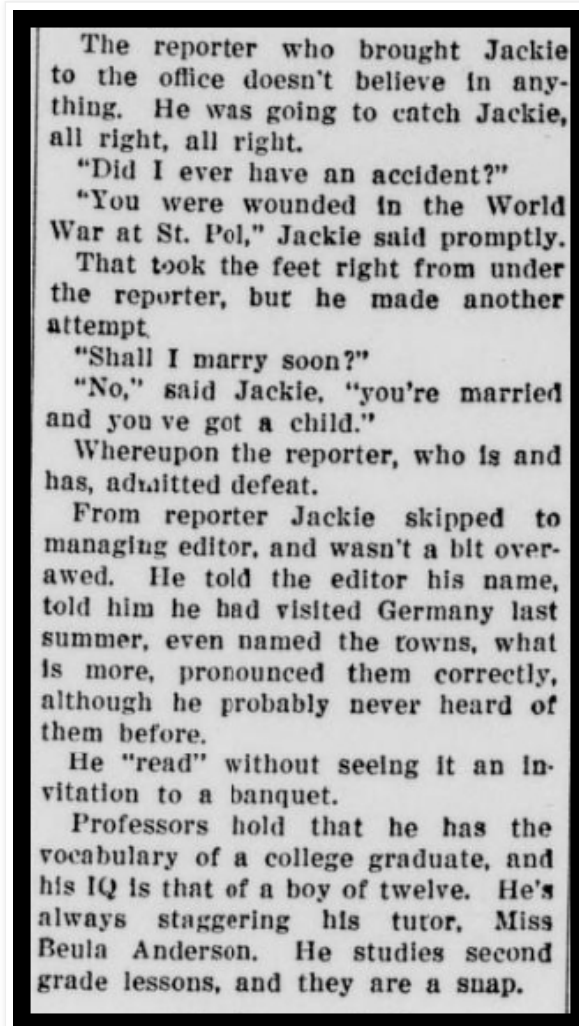 The reporter who brought Jackie
to the office doesn't believe in any-
thing. He was going to catch Jackie,
all right, all right.
"Did I ever have an accident?"
"You were wounded in the World
War at St. Pol," Jackie said promptly.
That took the feet right from under
the reporter, but he made another
attempt.
"Shall I marry soon?"
"No," said Jackie, "you're married
and you've got a child."
Whereupon the reporter, who is and
has, admitted defeat.
From reporter Jackie skipped to
managing editor, and wasn't a bit over-
awed. He told the editor his name,
told him he had visited Germany last
summer, even named the towns, what
is more, pronounced them correctly,
although he probably never heard of
them before.
He "read" without seeing it an in-
vitation to a banquet.
Professors hold that he has the
vocabulary of a college graduate, and
his IQ is that of a boy of twelve. He's
always staggering his tutor, Miss
Beula Anderson. He studies second
grade lessons, and they are a snap.